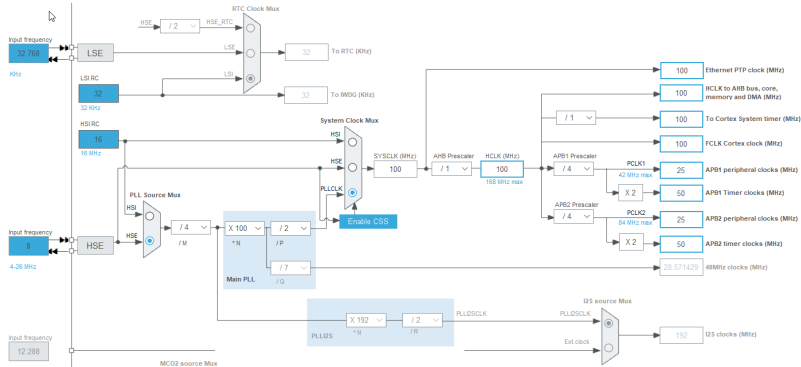 RTC Clock Mux
HSE
/ 2
HSE_RTC
Input frequency
32.768
KHz
LSE
LSE
32
To RTC (KHz)
LSI RC
32
32 KHz
LSI
32
To IWDG (KHz)
HSI RC
16
16 MHz
System Clock Mux
HSI
HSE
PLLCLK
Enable CSS
SYSCLK (MHz)
100
AHB Prescaler
/ 1
HCLK (MHz)
100
168 MHz max
100
Ethernet PTP clock (MHz)
100
HCLK to AHB bus, core,
memory and DMA (MHz)
/ 1
100
To Cortex System timer (MHz)
100
FCLK Cortex clock (MHz)
APB1 Prescaler
/ 4
PCLK1
42 MHz max
25
APB1 peripheral clocks (MHz)
X 2
50
APB1 Timer clocks (MHz)
APB2 Prescaler
/ 4
PCLK2
84 MHz max
25
APB2 peripheral clocks (MHz)
X 2
50
APB2 timer clocks (MHz)
PLL Source Mux
HSI
HSE
Input frequency
8
4-26 MHz
HSE
/ 4
/ M
X 100
* N
/ 2
/ P
/ 7
/ Q
Main PLL
28.571429
48MHz clocks (MHz)
PLLI2S
X 192
* N
/ 2
/ R
PLLI2SCLK
I2S source Mux
PLLI2SCLK
Ext.clock
192
I2S clocks (MHz)
Input frequency
12.288
MCO2 source Mux